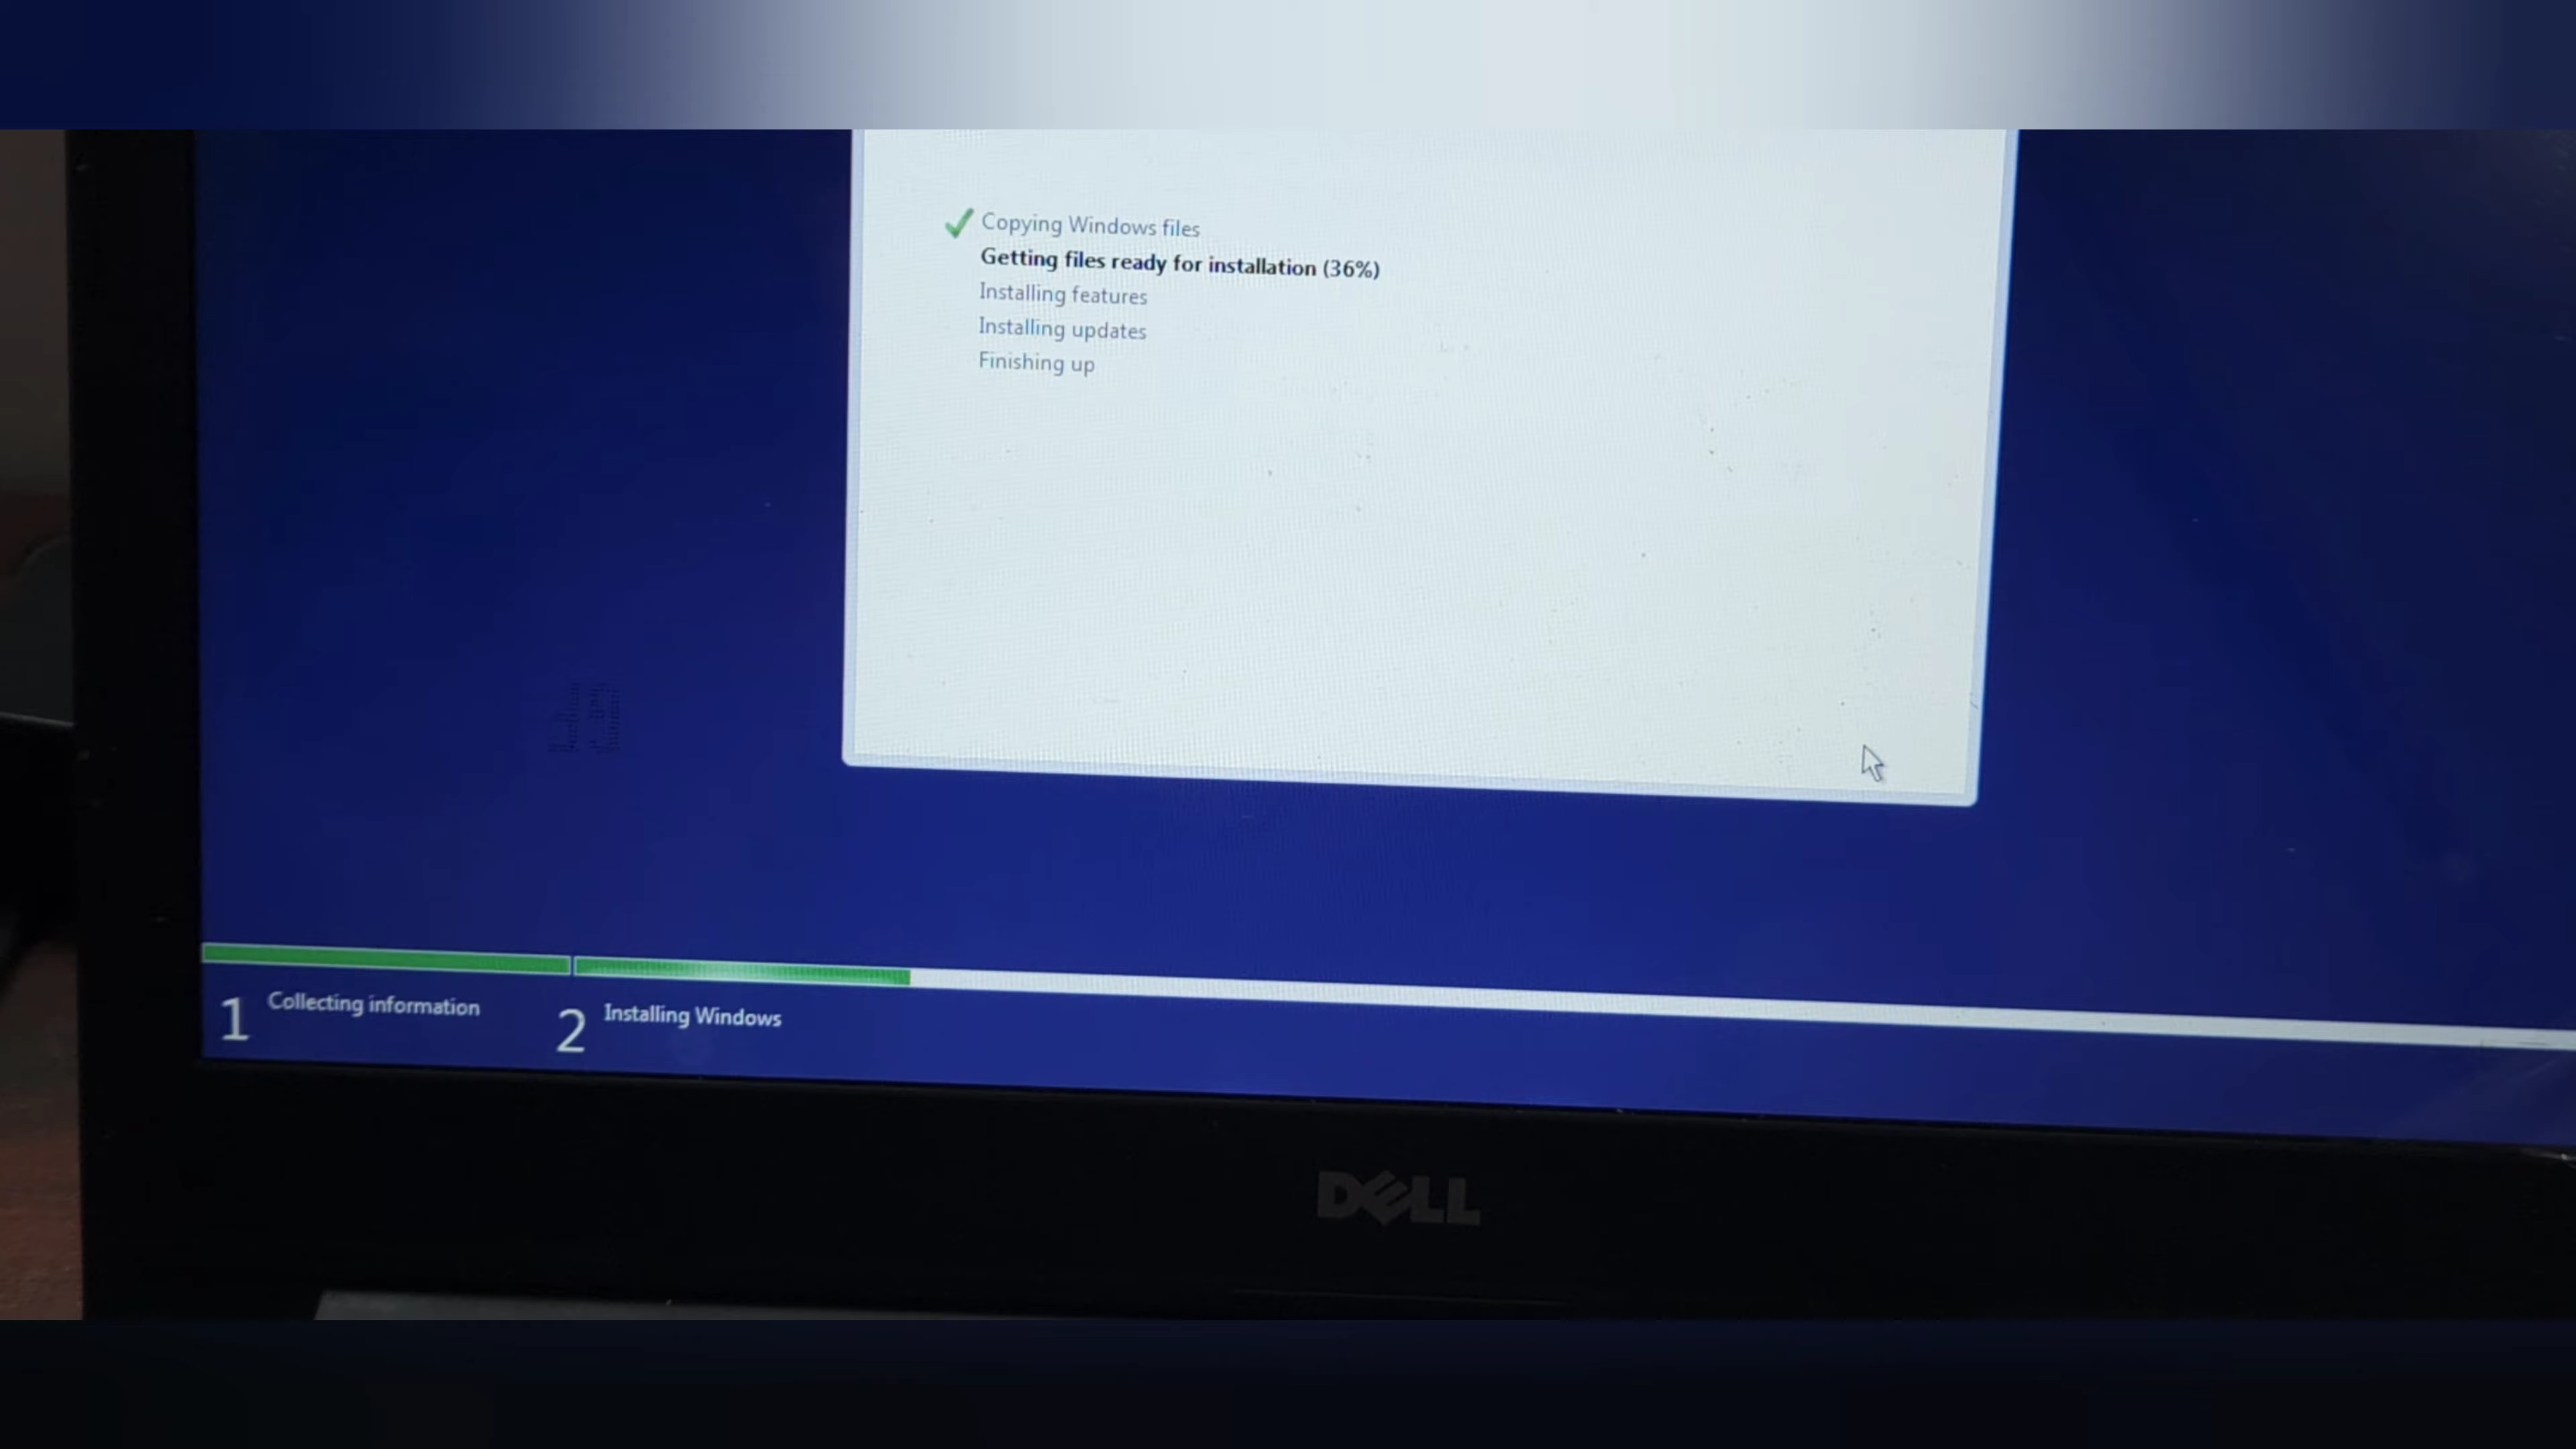 Copying Windows files
Getting files ready for installation (36%)
Installing features
Installing updates
Finishing up
1 Collecting information
2 Installing Windows
DELL